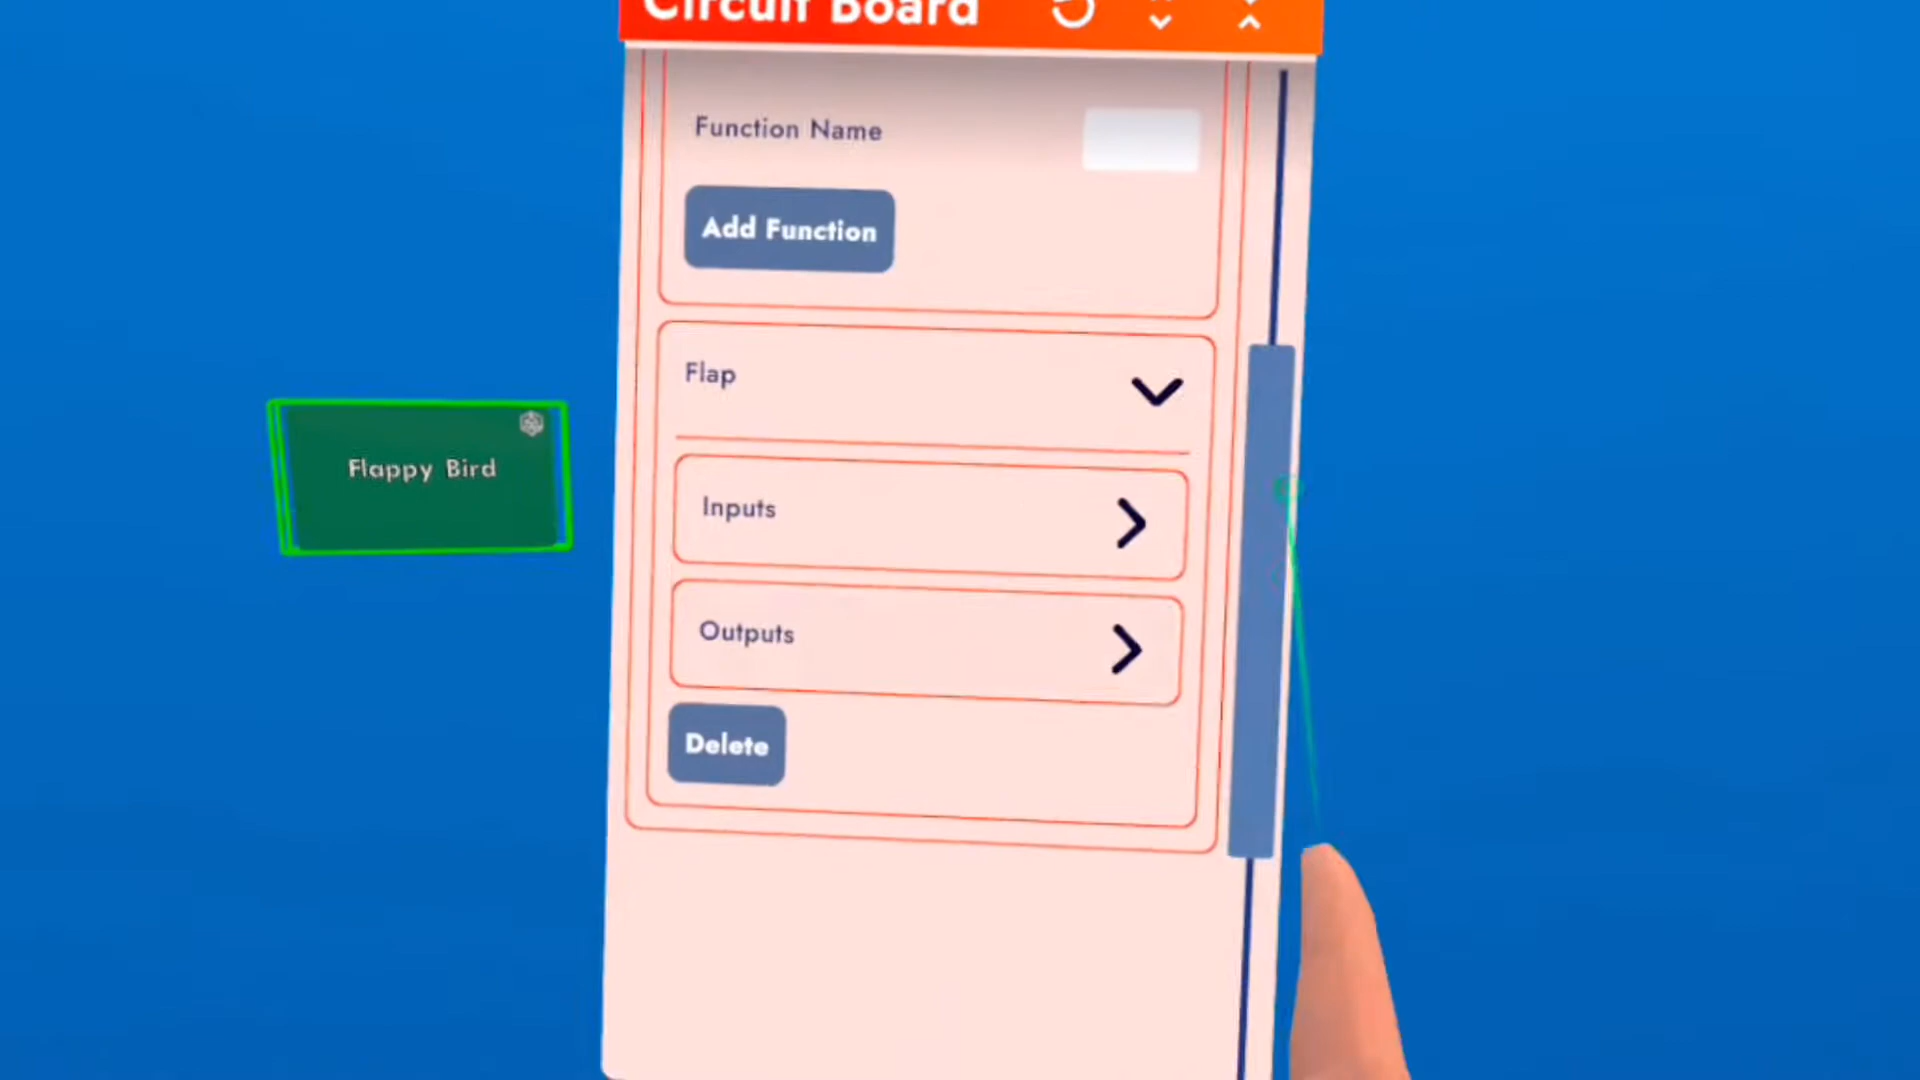 Circuit Board
Function Name
Add Function
Flap
Flappy Bird
Inputs
Outputs
Delete